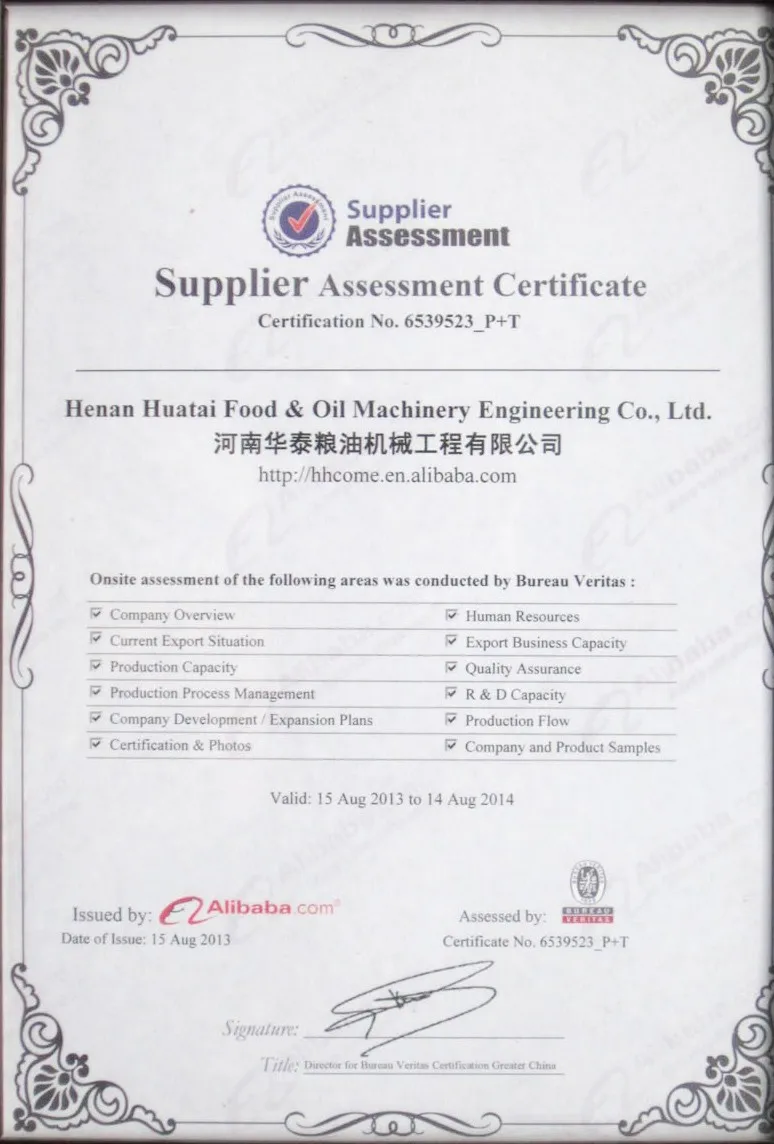 Supplier Assessment
Supplier
Assessment
Supplier Assessment Certificate
Certification No. 6539523_P+T
Henan Huatai Food & Oil Machinery Engineering Co., Ltd.
河南华泰粮油机械工程有限公司
http://hhcome.en.alibaba.com
Onsite assessment of the following areas was conducted by Bureau Veritas :
Company Overview Human Resources
Current Export Situation Export Business Capacity
Production Capacity Quality Assurance
Production Process Management R & D Capacity
Company Development / Expansion Plans Production Flow
Certification & Photos Company and Product Samples
Valid: 15 Aug 2013 to 14 Aug 2014
Issued by: Alibaba.com® Assessed by: BUREAU
VERITAS
Date of Issue: 15 Aug 2013 Certificate No. 6539523_P+T
Signature:
Title: Director for Bureau Veritas Certification Greater China